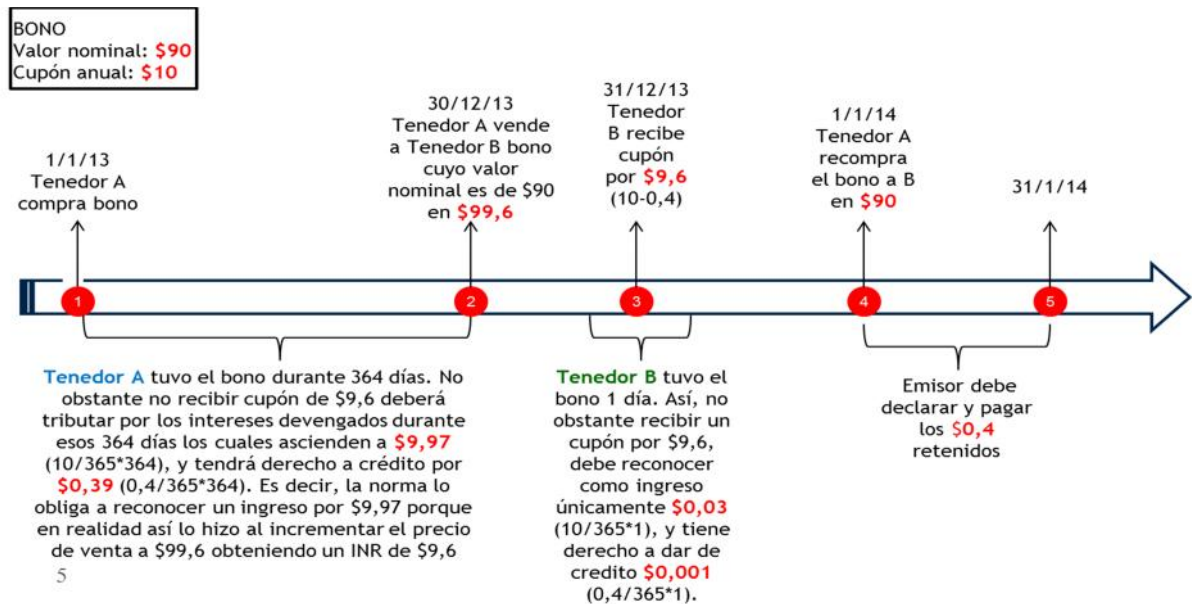 BONO
Valor nominal: $90
Cupón anual: $10
1/1/13
Tenedor A
compra bono
30/12/13
Tenedor A vende
a Tenedor B bono
cuyo valor
nominal es de $90
en $99,6
31/12/13
Tenedor
B recibe
cupón
por $9,6
(10-0,4)
1/1/14
Tenedor A
recompra
el bono a B
en $90
31/1/14
1
2
3
4
5
Tenedor A tuvo el bono durante 364 días. No
obstante no recibir cupón de $9,6 deberá
tributar por los intereses devengados durante
esos 364 días los cuales ascienden a $9,97
(10/365*364), y tendrá derecho a crédito por
$0,39 (0,4/365*364). Es decir, la norma lo
obliga a reconocer un ingreso por $9,97 porque
en realidad así lo hizo al incrementar el precio
de venta a $99,6 obteniendo un INR de $9,6
Tenedor B tuvo el
bono 1 día. Así, no
obstante recibir un
cupón por $9,6,
debe reconocer
como ingreso
únicamente $0,03
(10/365*1), y tiene
derecho a dar de
credito $0,001
(0,4/365*1).
Emisor debe
declarar y pagar
los $0,4
retenidos
5